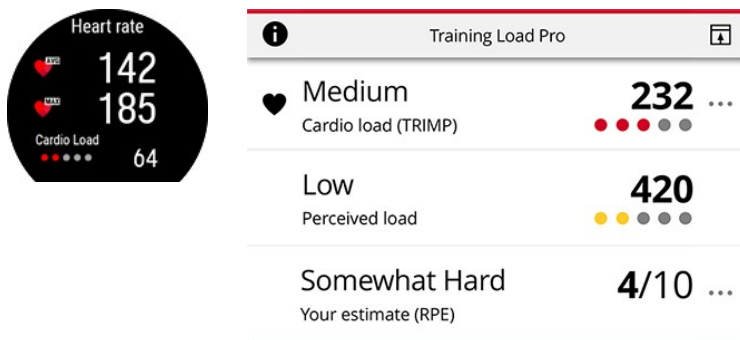 Heart rate
AVG 142
MAX 185
Cardio Load
64
Training Load Pro
Medium 232
Cardio load (TRIMP)
Low 420
Perceived load
Somewhat Hard 4/10
Your estimate (RPE)